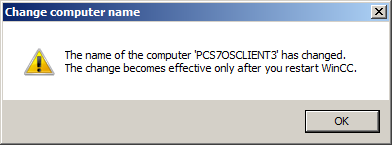 Change computer name
The name of the computer 'PCS7OSCLIENT3' has changed.
The change becomes effective only after you restart WinCC.
OK